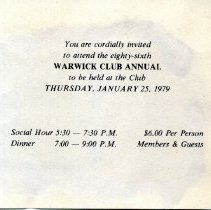 You are cordially invited
to attend the eighty-sixth
WARWICK CLUB ANNUAL
to be held at the Club
THURSDAY, JANUARY 25, 1979
Social Hour 5:30 — 7:30 P.M. $6.00 Per Person
Dinner 7:00 — 9:00 P.M. Members & Guests